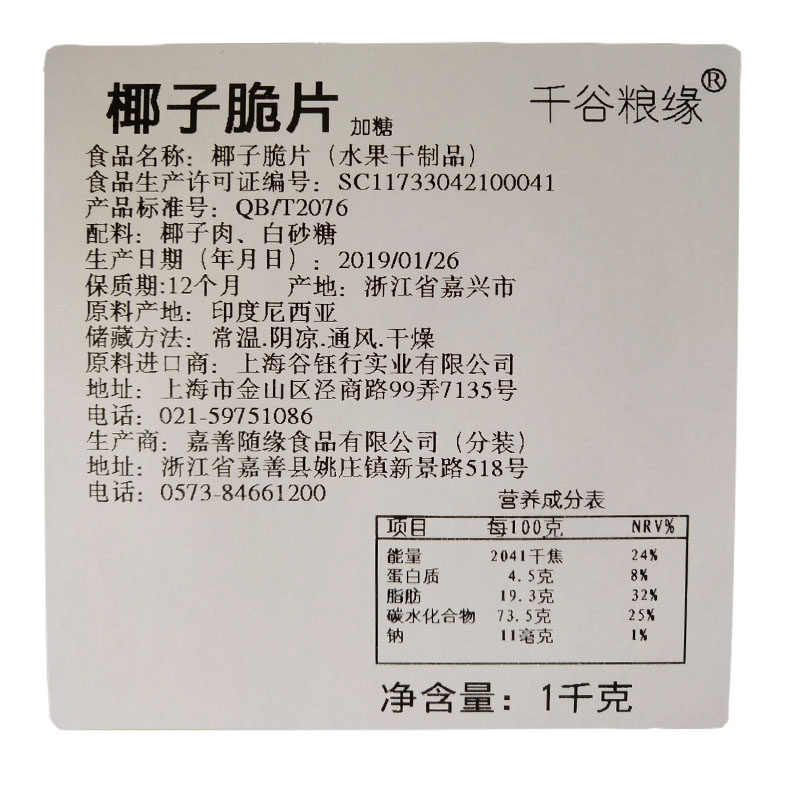 椰子脆片 加糖 千谷粮缘®
食品名称：椰子脆片（水果干制品）
食品生产许可证编号：SC11733042100041
产品标准号：QB/T2076
配料：椰子肉、白砂糖
生产日期（年月日）：2019/01/26
保质期:12个月 产地：浙江省嘉兴市
原料产地：印度尼西亚
储藏方法：常温.阴凉.通风.干燥
原料进口商：上海谷钰行实业有限公司
地址：上海市金山区泾商路99弄7135号
电话：021-59751086
生产商：嘉善随缘食品有限公司（分装）
地址：浙江省嘉善县姚庄镇新景路518号
电话：0573-84661200
营养成分表
项目 每100克 NRV%
能量 2041千焦 24%
蛋白质 4.5克 8%
脂肪 19.3克 32%
碳水化合物 73.5克 25%
钠 11毫克 1%
净含量：1千克